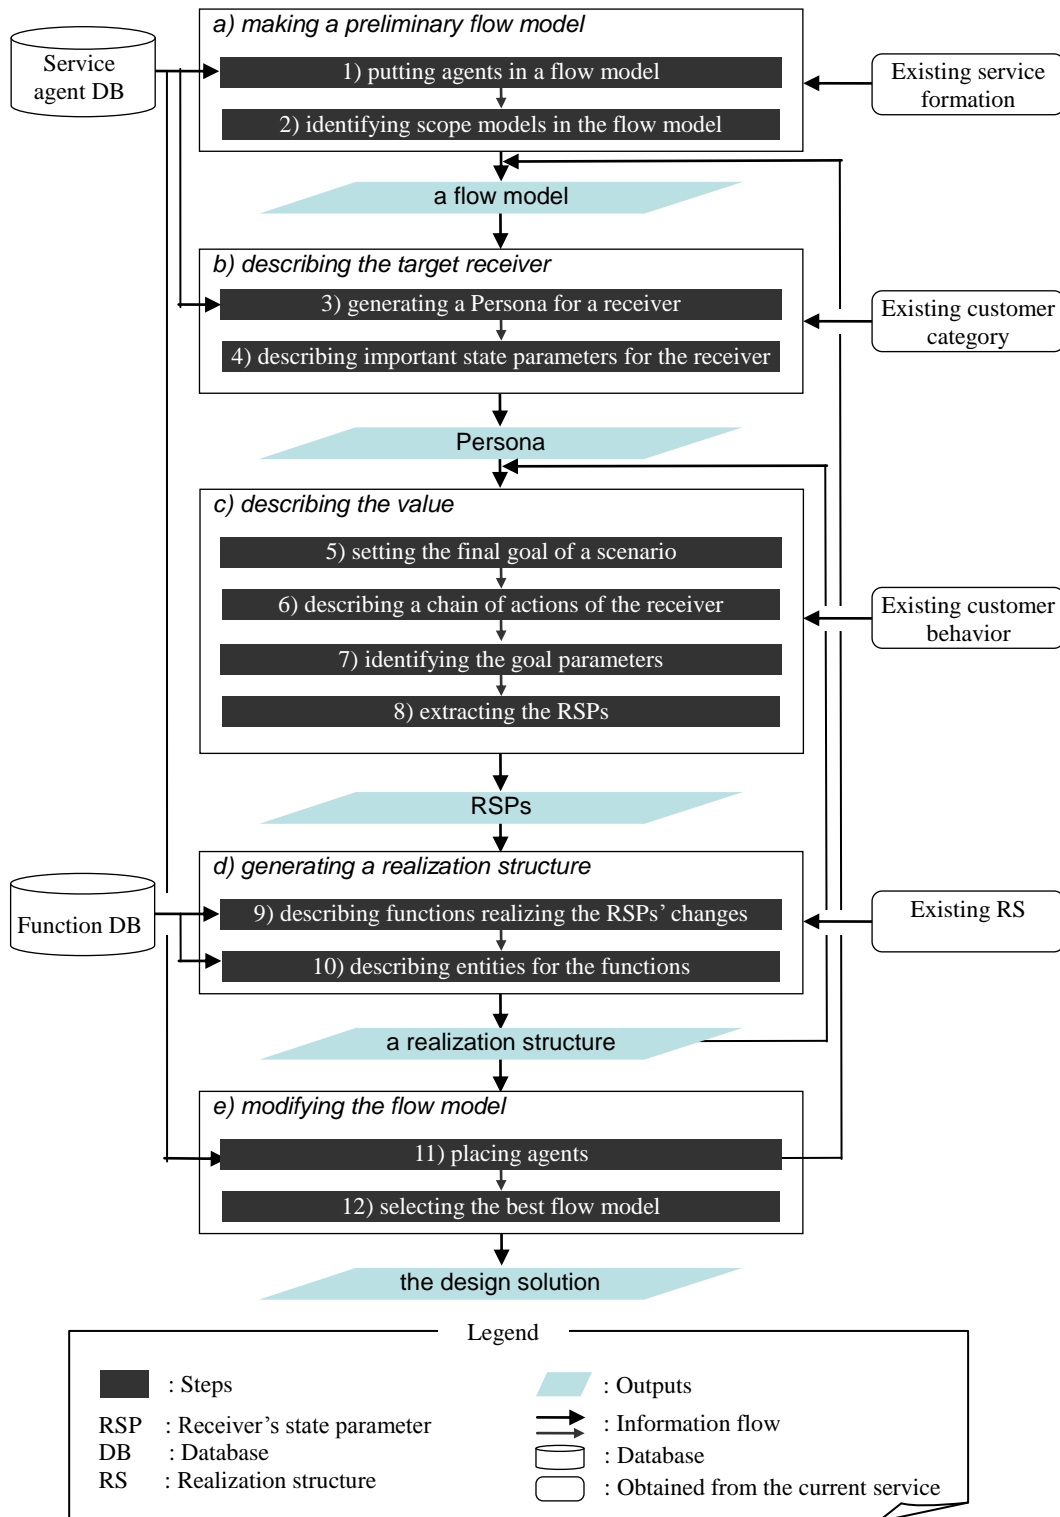 a) making a preliminary flow model
Service
agent DB
1) putting agents in a flow model
2) identifying scope models in the flow model
Existing service
formation
a flow model
b) describing the target receiver
3) generating a Persona for a receiver
4) describing important state parameters for the receiver
Existing customer
category
Persona
c) describing the value
5) setting the final goal of a scenario
6) describing a chain of actions of the receiver
7) identifying the goal parameters
8) extracting the RSPs
Existing customer
behavior
RSPs
d) generating a realization structure
Function DB
9) describing functions realizing the RSPs’ changes
10) describing entities for the functions
Existing RS
a realization structure
e) modifying the flow model
11) placing agents
12) selecting the best flow model
the design solution
Legend
: Steps
RSP : Receiver’s state parameter
DB : Database
RS : Realization structure
: Outputs
: Information flow
: Database
: Obtained from the current service